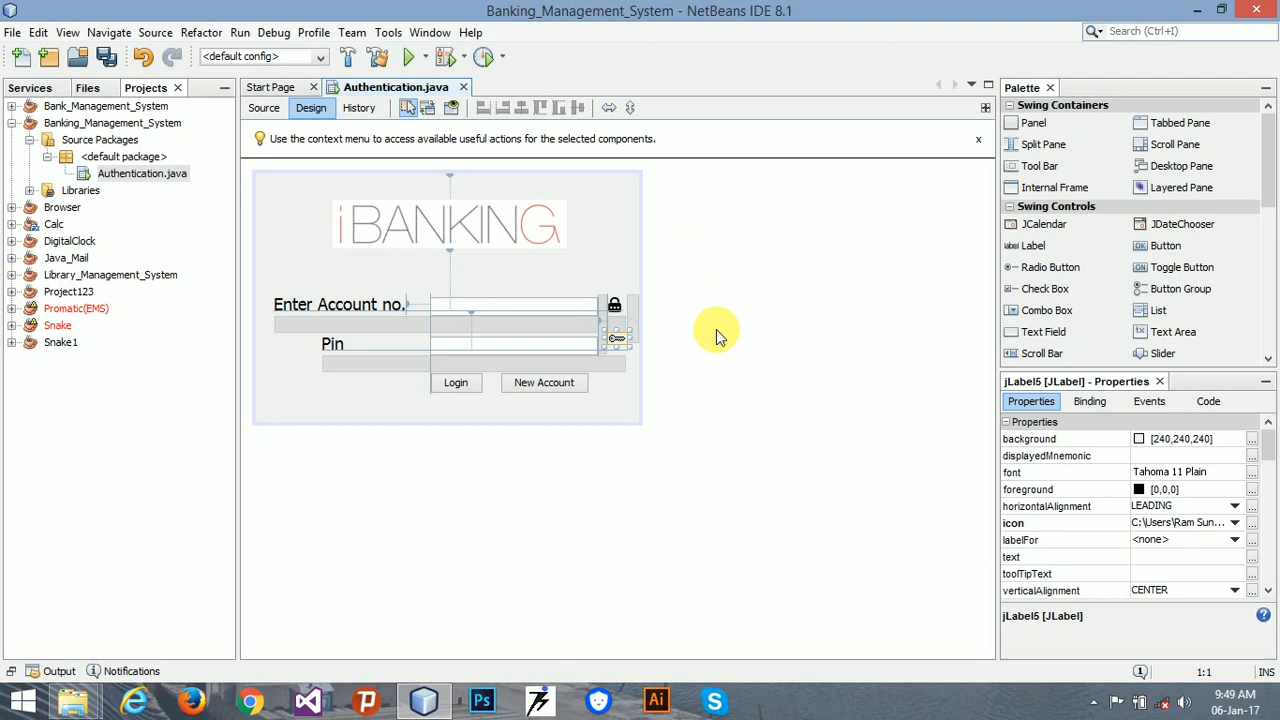 Banking_Management_System - NetBeans IDE 8.1
File Edit View Navigate Source Refactor Run Debug Profile Team Tools Window Help
Search (Ctrl+I)
<default config>
Services Files Projects
Start Page Authentication.java
Palette
Source Design History
Use the context menu to access available useful actions for the selected components.
Bank_Management_System
Banking_Management_System
Source Packages
<default package>
Authentication.java
Libraries
Browser
Calc
DigitalClock
Java_Mail
Library_Management_System
Project123
Promatic(EMS)
Snake
Snake1
iBANKING
Enter Account no.
Pin
Login New Account
Swing Containers
Panel Tabbed Pane
Split Pane Scroll Pane
Tool Bar Desktop Pane
Internal Frame Layered Pane
Swing Controls
JCalendar JDateChooser
label Label OK Button
Radio Button ON Toggle Button
Check Box Button Group
Combo Box List
Text Field Text Area
Scroll Bar Slider
jLabel5 [JLabel] - Properties
Properties Binding Events Code
Properties
background [240,240,240] ...
displayedMnemonic ...
font Tahoma 11 Plain ...
foreground [0,0,0] ...
horizontalAlignment LEADING ...
icon C:\Users\Ram Sun... ...
labelFor <none> ...
text ...
toolTipText ...
verticalAlignment CENTER ...
jLabel5 [JLabel]
Output Notifications
1:1 INS
Ps Ai
9:49 AM
06-Jan-17